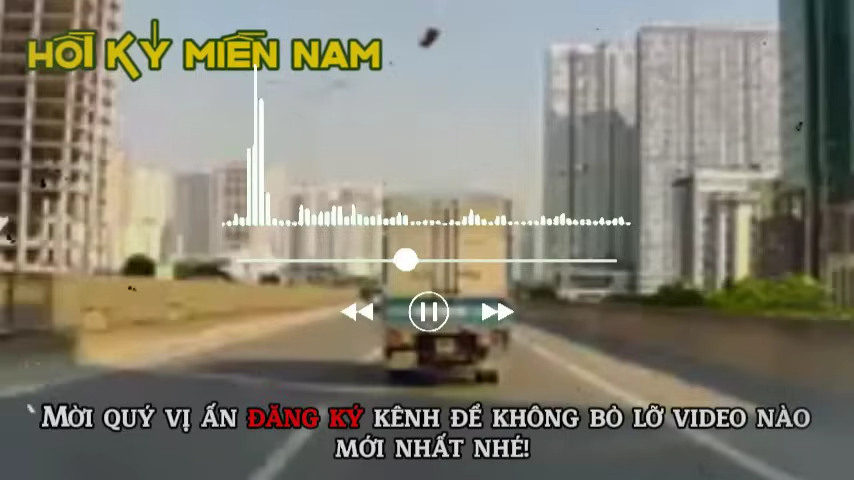 HỒI KÝ MIỀN NAM
MỜI QUÝ VỊ ẤN ĐĂNG KÝ KÊNH ĐỂ KHÔNG BỎ LỠ VIDEO NÀO
MỚI NHẤT NHÉ!